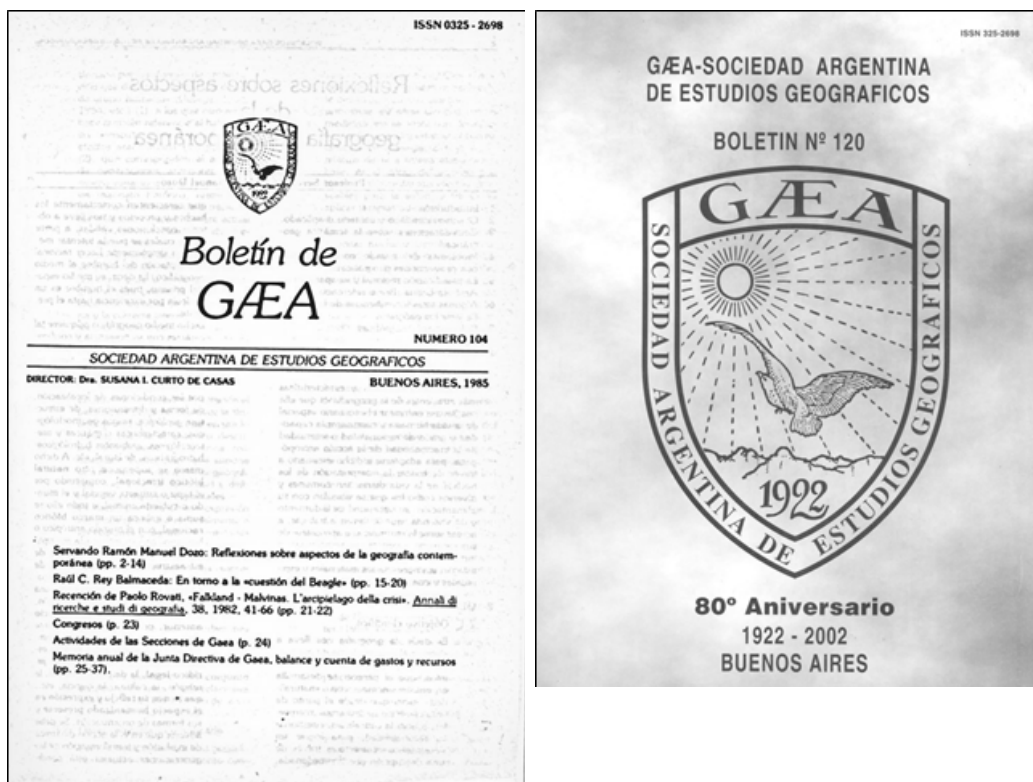 ISSN 0325 - 2698
GÆA
1922
Boletín de
GÆA
NUMERO 104
SOCIEDAD ARGENTINA DE ESTUDIOS GEOGRAFICOS
DIRECTOR: Dra. SUSANA I. CURTO DE CASAS
BUENOS AIRES, 1985
Servando Ramón Manuel Dozo: Reflexiones sobre aspectos de la geografía contem-
poránea (pp. 2-14)
Raúl C. Rey Balmaceda: En torno a la «cuestión del Beagle» (pp. 15-20)
Recención de Paolo Rovati, «Falkland - Malvinas. L'arcipielago della crisi». Annali di
ricerche e studi di geografia, 38, 1982, 41-66 (pp. 21-22)
Congresos (p. 23)
Actividades de las Secciones de Gaea (p. 24)
Memoria anual de la Junta Directiva de Gaea, balance y cuenta de gastos y recursos
(pp. 25-37).
ISSN 325-2698
GÆA-SOCIEDAD ARGENTINA
DE ESTUDIOS GEOGRAFICOS
BOLETIN Nº 120
GÆA
SOCIEDAD ARGENTINA DE ESTUDIOS GEOGRAFICOS
1922
80º Aniversario
1922 - 2002
BUENOS AIRES